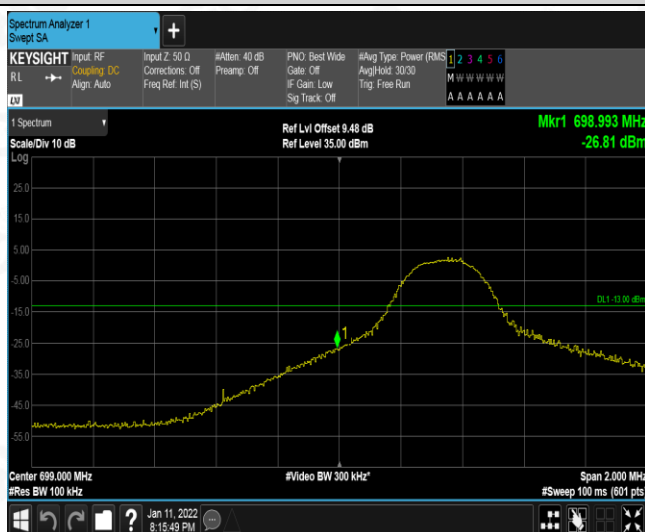 Spectrum Analyzer 1
Swept SA
+
KEYSIGHT Input: RF
RL
Coupling: DC
Align: Auto
Input Z: 50 Ω
Corrections: Off
Freq Ref: Int (S)
#Atten: 40 dB
Preamp: Off
PNO: Best Wide
Gate: Off
IF Gain: Low
Sig Track: Off
#Avg Type: Power (RMS
Avg|Hold: 30/30
Trig: Free Run
1 2 3 4 5 6
M W W W W W
A A A A A A
LXI
1 Spectrum
Scale/Div 10 dB
Log
Ref Lvl Offset 9.48 dB
Ref Level 35.00 dBm
Mkr1 698.993 MHz
-26.81 dBm
25.0
15.0
5.00
-5.00
-15.0
-25.0
-35.0
-45.0
-55.0
DL1 -13.00 dBm
1
Center 699.000 MHz
#Res BW 100 kHz
#Video BW 300 kHz*
Span 2.000 MHz
#Sweep 100 ms (601 pts)
?
Jan 11, 2022
8:15:49 PM